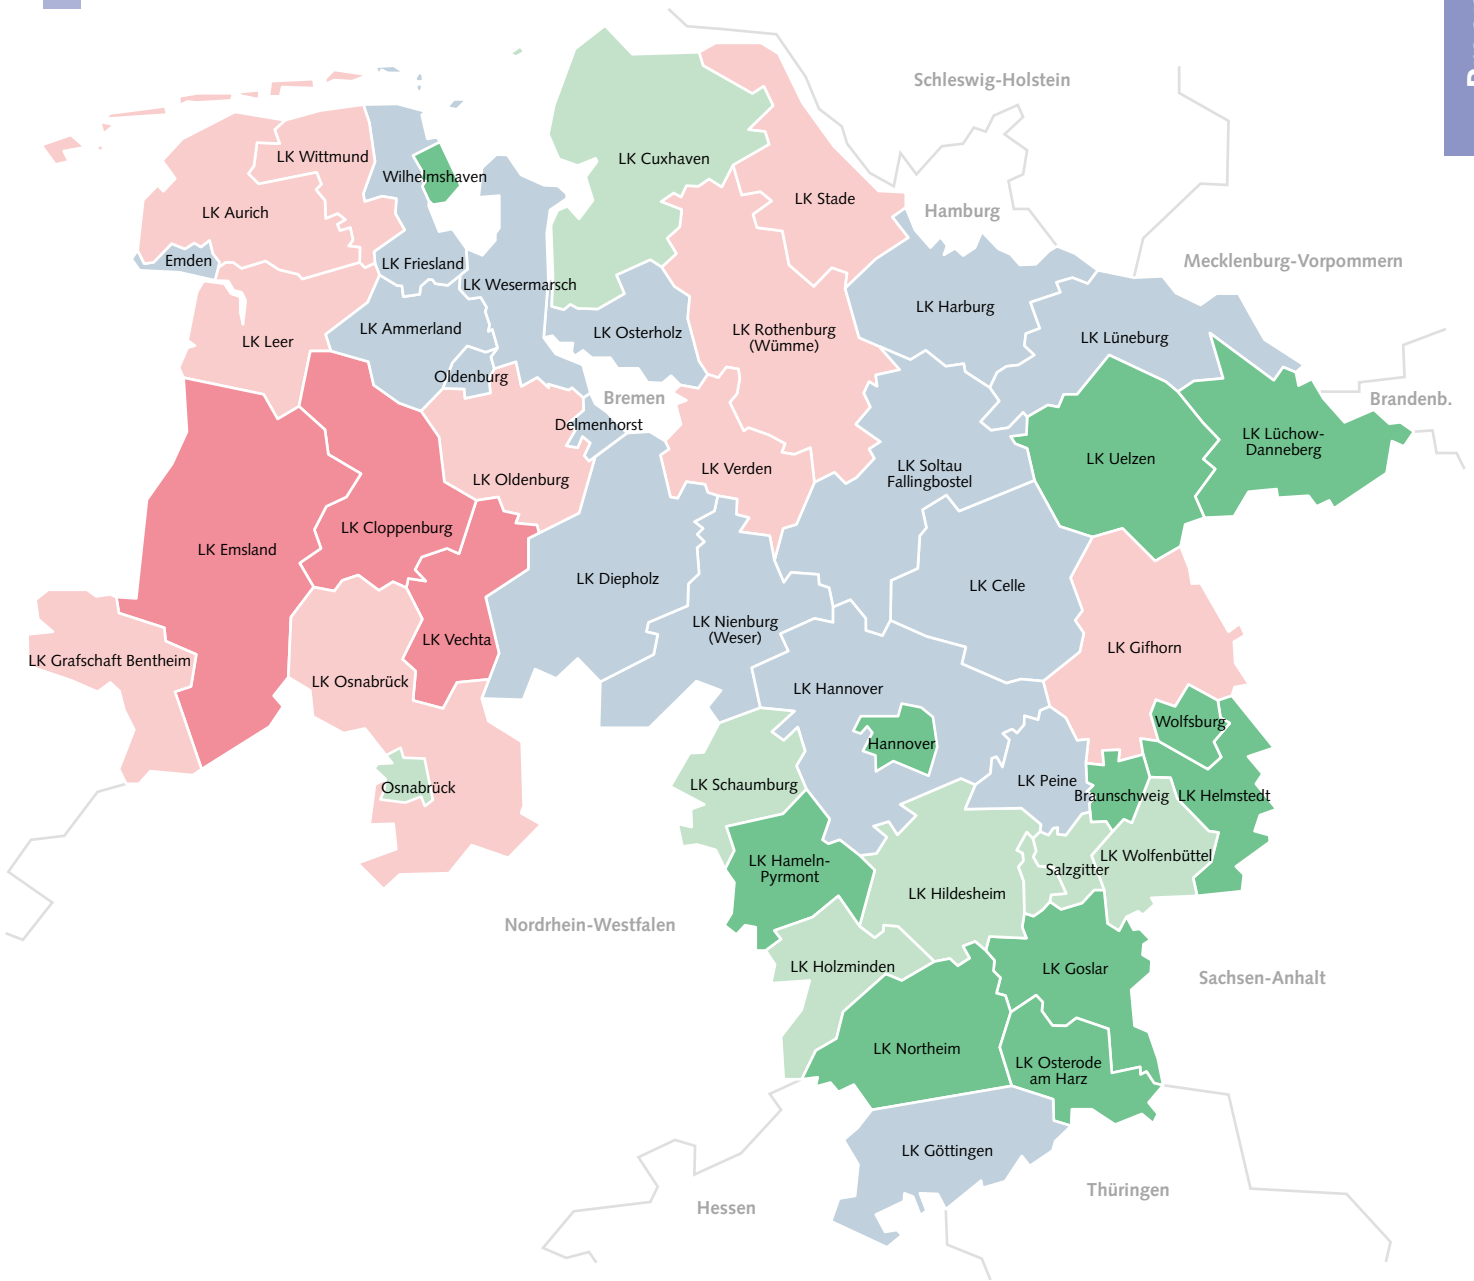 Schleswig-Holstein
LK Wittmund
LK Cuxhaven
Wilhelmshaven
LK Stade
LK Aurich
Hamburg
Emden
LK Friesland
Mecklenburg-Vorpommern
LK Wesermarsch
LK Harburg
LK Ammerland
LK Osterholz
LK Rothenburg
(Wümme)
LK Lüneburg
LK Leer
Oldenburg
Bremen
Brandenb.
Delmenhorst
LK Lüchow-
Danneberg
LK Uelzen
LK Verden
LK Soltau
Fallingbostel
LK Oldenburg
LK Cloppenburg
LK Emsland
LK Diepholz
LK Celle
LK Nienburg
(Weser)
LK Vechta
LK Gifhorn
LK Grafschaft Bentheim
LK Osnabrück
LK Hannover
Wolfsburg
Hannover
LK Peine
LK Schaumburg
Osnabrück
Braunschweig
LK Helmstedt
LK Hameln-
Pyrmont
LK Wolfenbüttel
Salzgitter
LK Hildesheim
Nordrhein-Westfalen
LK Holzminden
LK Goslar
Sachsen-Anhalt
LK Northeim
LK Osterode
am Harz
LK Göttingen
Thüringen
Hessen